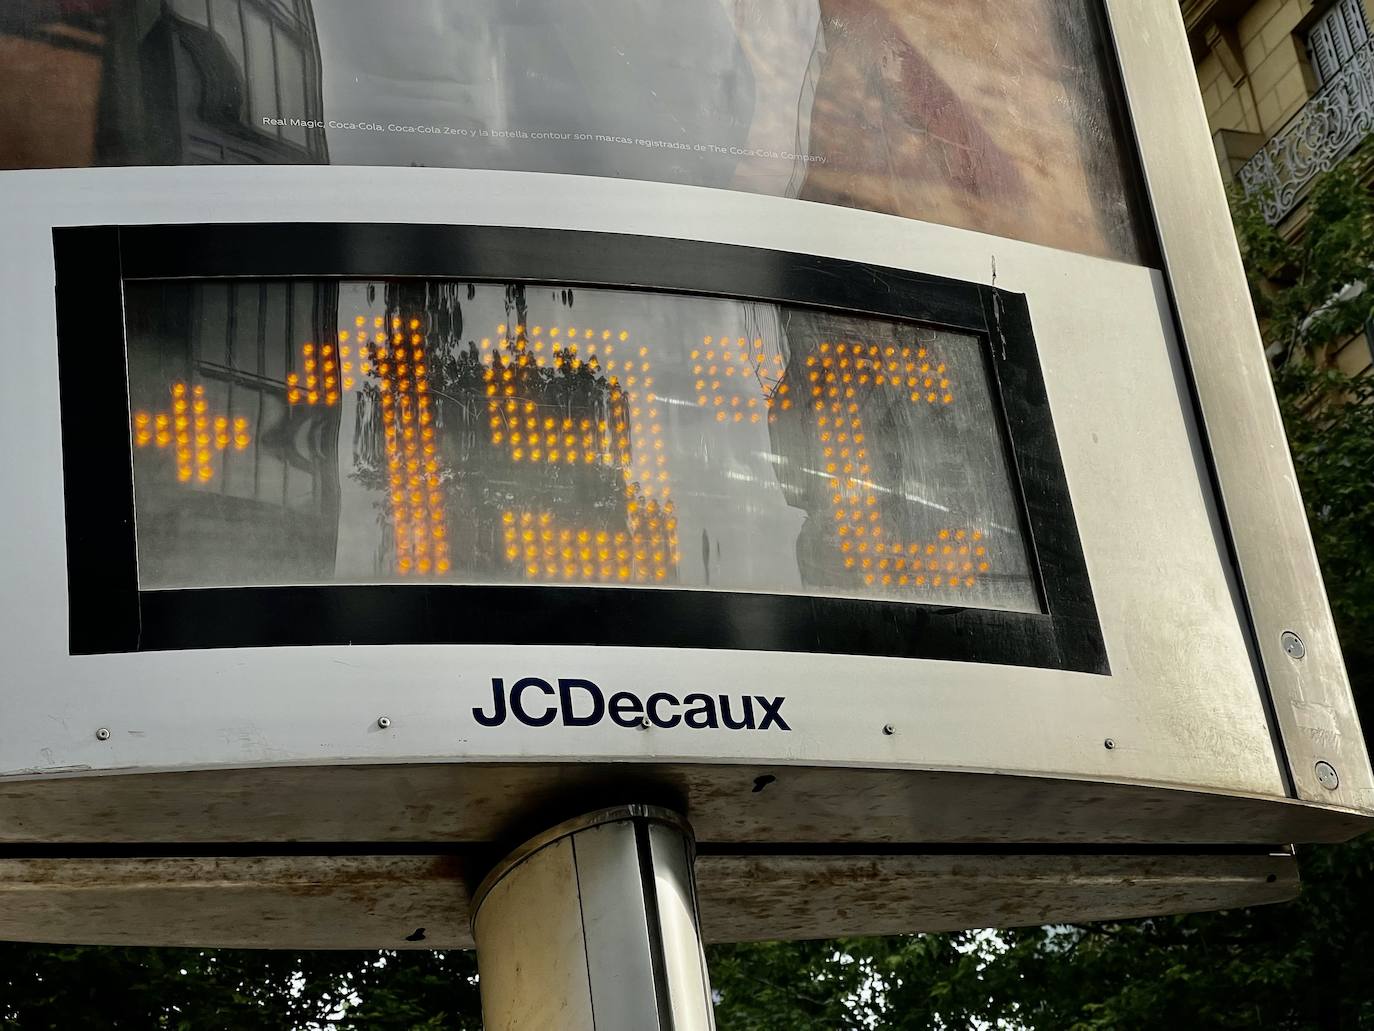 Real Magic, Coca-Cola, Coca-Cola Zero y la botella contour son marcas registradas de The Coca-Cola Company.
+19°C
JCDecaux